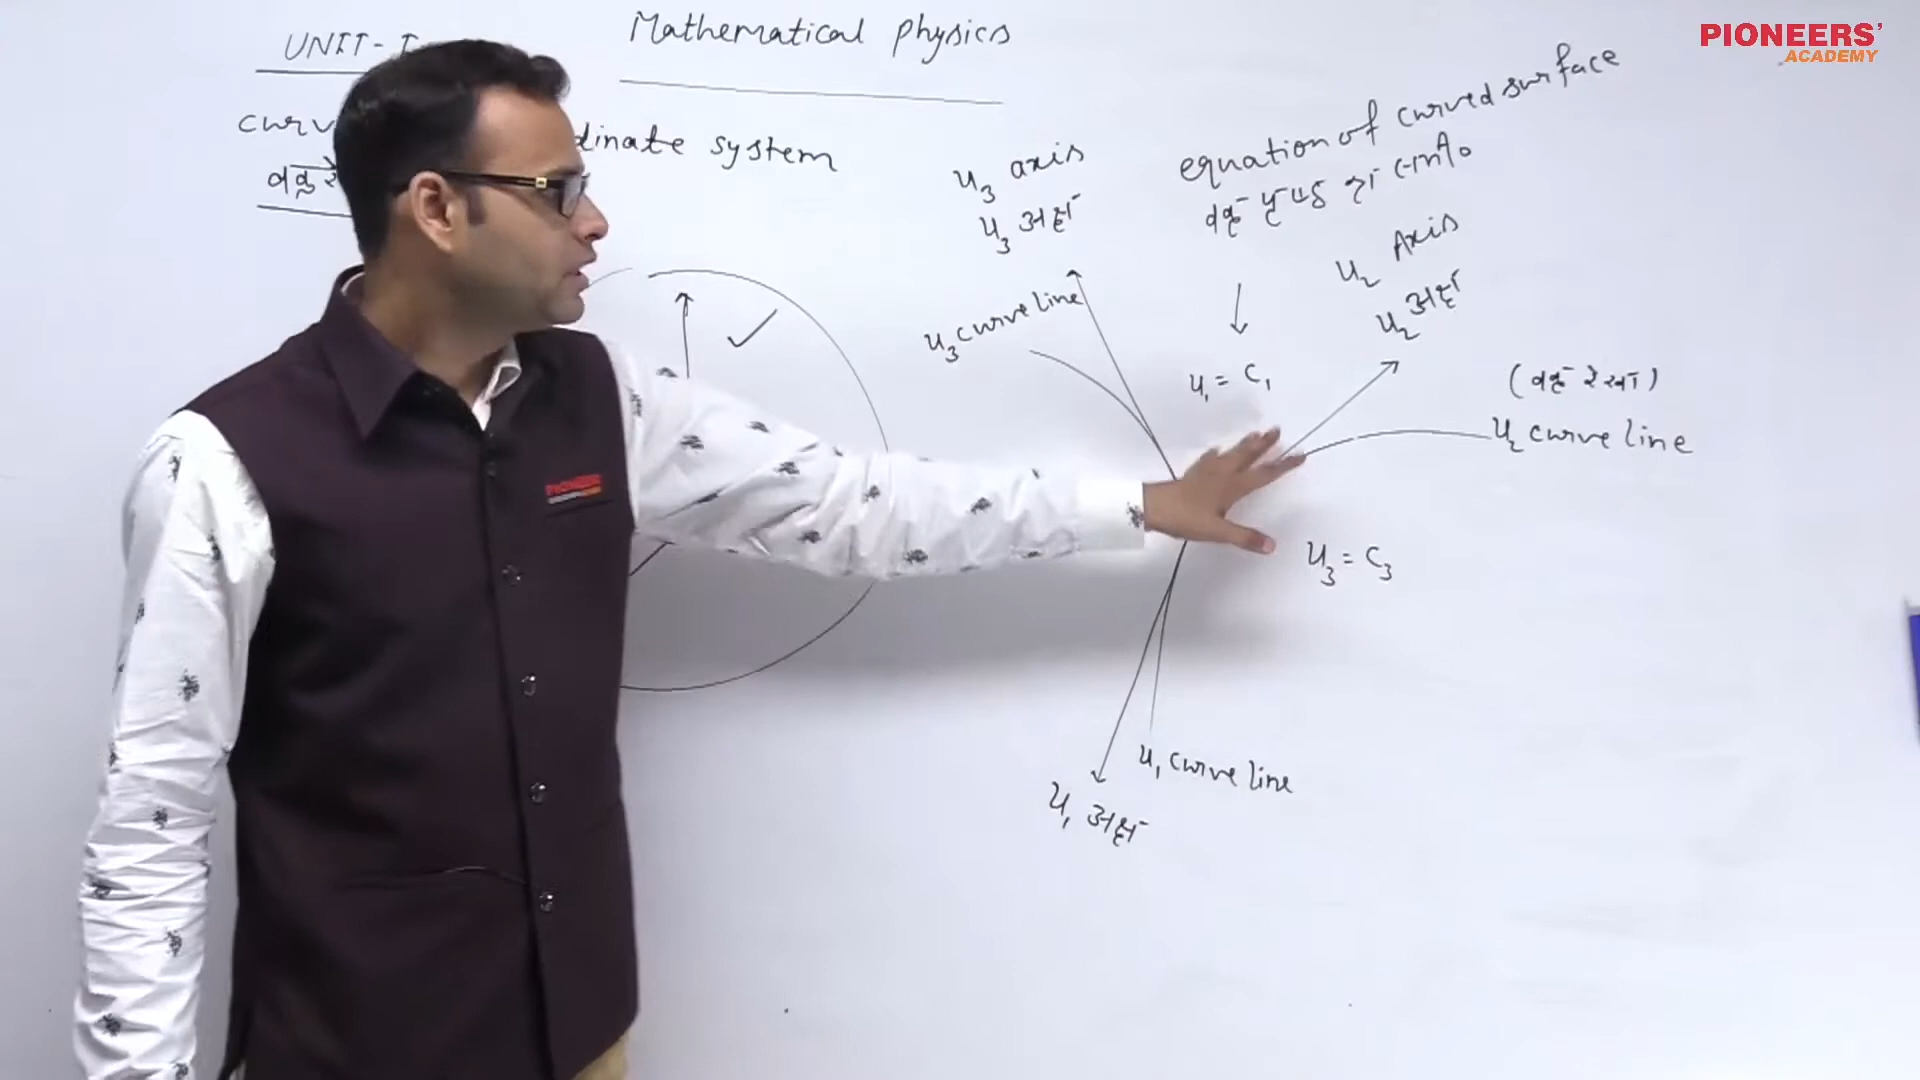 PIONEERS'
ACADEMY
UNIT-I
Mathematical Physics
curv
dinate system
वक्र रे
equation of curved surface
वक्र पृष्ठ का समी०
u3 axis
u3 अक्ष
u2 Axis
u2 अक्ष
u3 curve line
u1 = c1
(वक्र रेखा)
u2 curve line
PIONEERS
u3 = c3
u1 curve line
u1 अक्ष